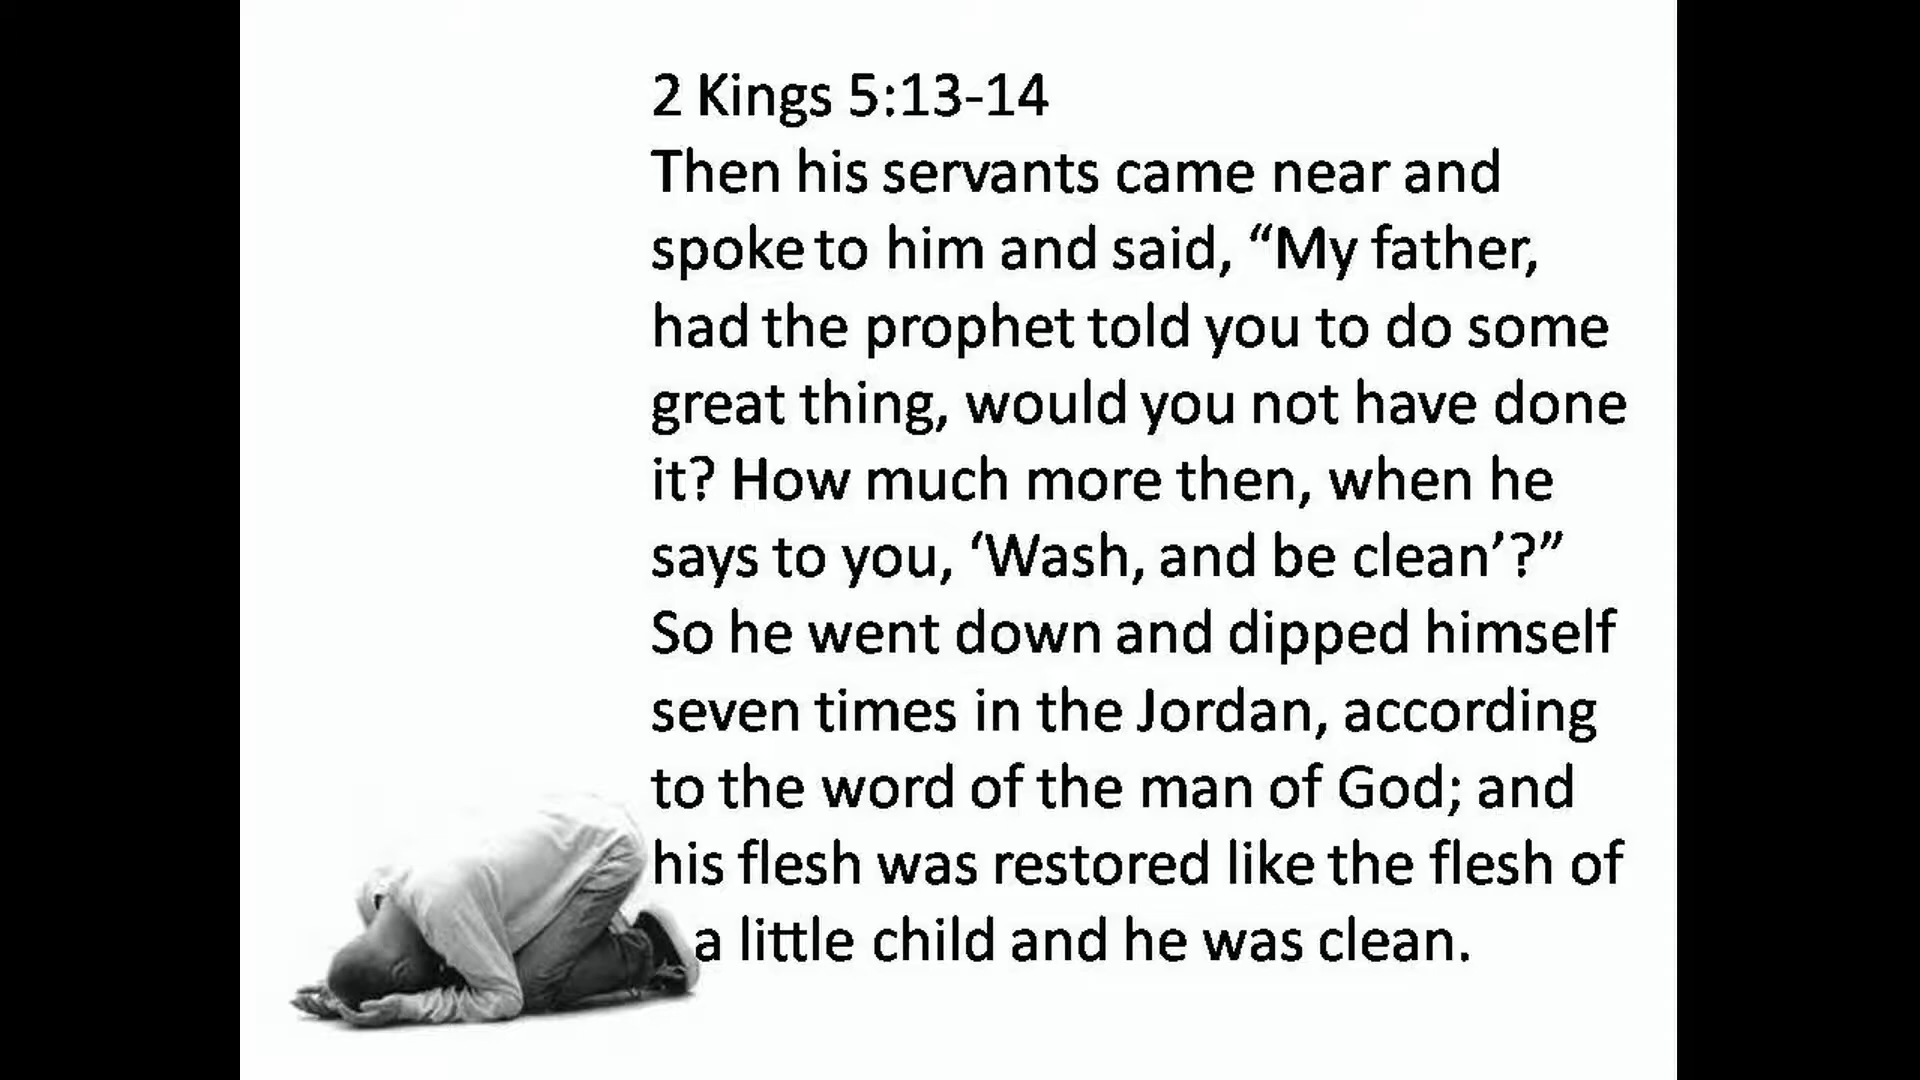 2 Kings 5:13-14
Then his servants came near and
spoke to him and said, “My father,
had the prophet told you to do some
great thing, would you not have done
it? How much more then, when he
says to you, ‘Wash, and be clean’?”
So he went down and dipped himself
seven times in the Jordan, according
to the word of the man of God; and
his flesh was restored like the flesh of
a little child and he was clean.